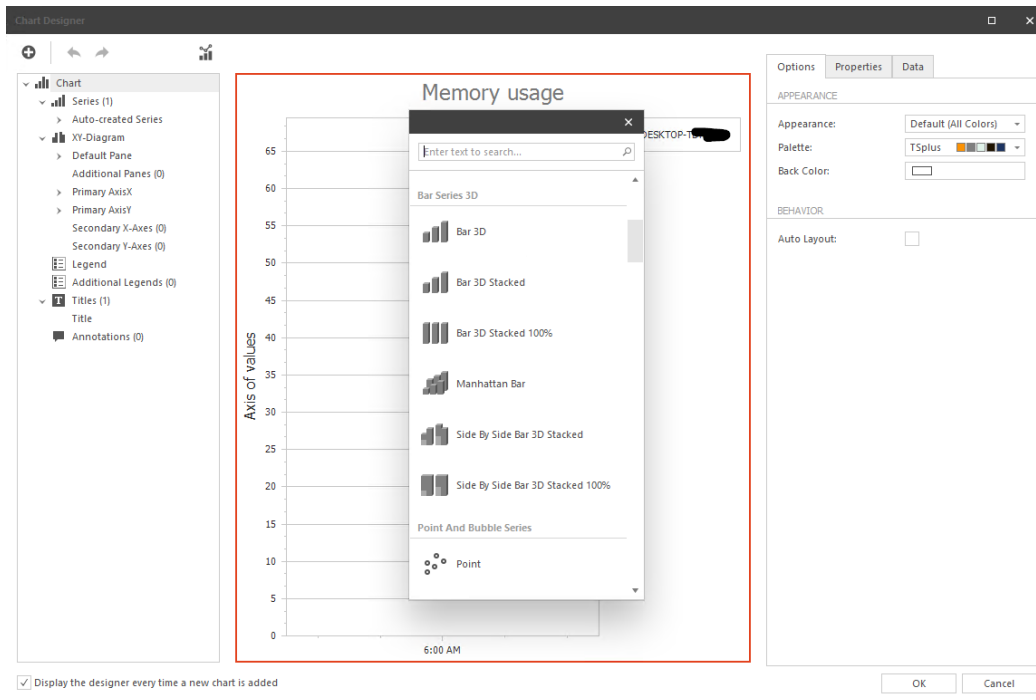 Chart Designer
Chart
Series (1)
Auto-created Series
XY-Diagram
Default Pane
Additional Panes (0)
Primary AxisX
Primary AxisY
Secondary X-Axes (0)
Secondary Y-Axes (0)
Legend
Additional Legends (0)
T Titles (1)
Title
Annotations (0)
Memory usage
65
60
55
50
45
40
35
30
25
20
15
10
5
0
Axis of values
6:00 AM
Enter text to search...
Bar Series 3D
Bar 3D
Bar 3D Stacked
Bar 3D Stacked 100%
Manhattan Bar
Side By Side Bar 3D Stacked
Side By Side Bar 3D Stacked 100%
Point And Bubble Series
Point
Options Properties Data
APPEARANCE
Appearance: Default (All Colors)
Palette: TSplus
Back Color:
BEHAVIOR
Auto Layout:
Display the designer every time a new chart is added
OK Cancel